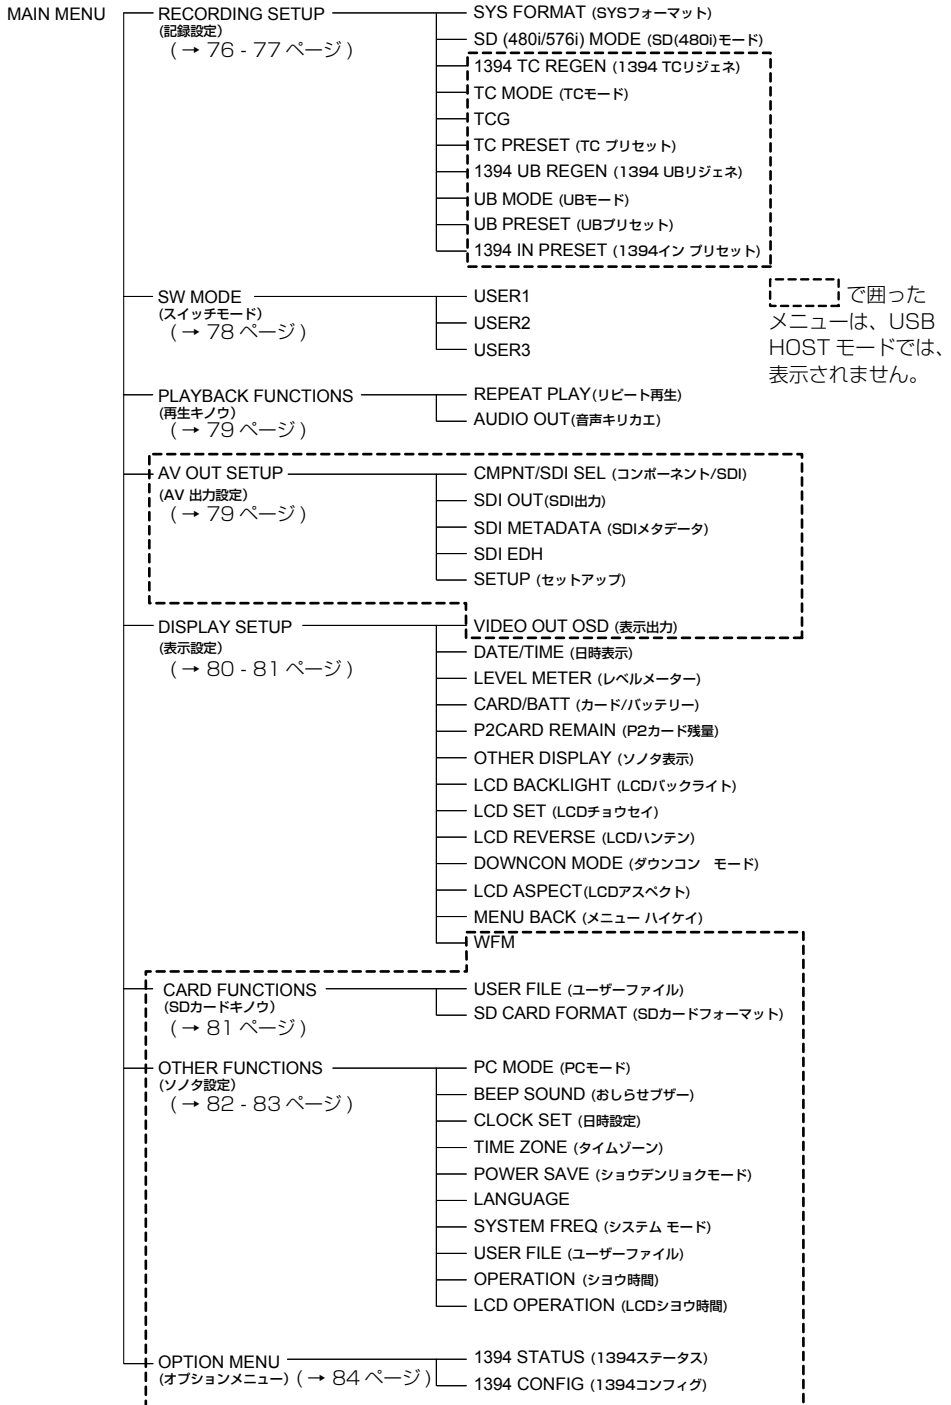 MAIN MENU
RECORDING SETUP
(記録設定)
(→ 76 - 77 ページ)
SYS FORMAT (SYSフォーマット)
SD (480i/576i) MODE (SD(480i)モード)
1394 TC REGEN (1394 TCリジェネ)
TC MODE (TCモード)
TCG
TC PRESET (TC プリセット)
1394 UB REGEN (1394 UBリジェネ)
UB MODE (UBモード)
UB PRESET (UBプリセット)
1394 IN PRESET (1394イン プリセット)
で囲った
メニューは、USB
HOST モードでは、
表示されません。
SW MODE
(スイッチモード)
(→ 78 ページ)
USER1
USER2
USER3
PLAYBACK FUNCTIONS
(再生キノウ)
(→ 79 ページ)
REPEAT PLAY(リピート再生)
AUDIO OUT(音声キリカエ)
AV OUT SETUP
(AV 出力設定)
(→ 79 ページ)
CMPNT/SDI SEL (コンポーネント/SDI)
SDI OUT(SDI出力)
SDI METADATA (SDIメタデータ)
SDI EDH
SETUP (セットアップ)
DISPLAY SETUP
(表示設定)
(→ 80 - 81 ページ)
VIDEO OUT OSD (表示出力)
DATE/TIME (日時表示)
LEVEL METER (レベルメーター)
CARD/BATT (カード/バッテリー)
P2CARD REMAIN (P2カード残量)
OTHER DISPLAY (ソノタ表示)
LCD BACKLIGHT (LCDバックライト)
LCD SET (LCDチョウセイ)
LCD REVERSE (LCDハンテン)
DOWNCON MODE (ダウンコン　モード)
LCD ASPECT(LCDアスペクト)
MENU BACK (メニュー ハイケイ)
WFM
CARD FUNCTIONS
(SDカードキノウ)
(→ 81 ページ)
USER FILE (ユーザーファイル)
SD CARD FORMAT (SDカードフォーマット)
OTHER FUNCTIONS
(ソノタ設定)
(→ 82 - 83 ページ)
PC MODE (PCモード)
BEEP SOUND (おしらせブザー)
CLOCK SET (日時設定)
TIME ZONE (タイムゾーン)
POWER SAVE (ショウデンリョクモード)
LANGUAGE
SYSTEM FREQ (システム モード)
USER FILE (ユーザーファイル)
OPERATION (ショウ時間)
LCD OPERATION (LCDショウ時間)
OPTION MENU
(オプションメニュー) (→ 84 ページ)
1394 STATUS (1394ステータス)
1394 CONFIG (1394コンフィグ)